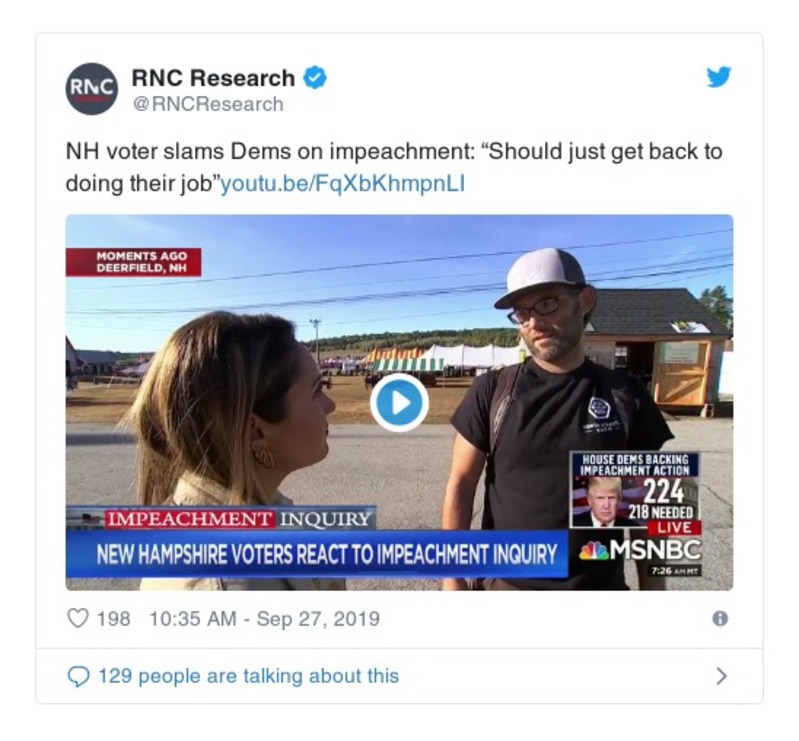 RNC
RNC Research
@RNCResearch
NH voter slams Dems on impeachment: “Should just get back to
doing their job”youtu.be/FqXbKhmpnLI
MOMENTS AGO
DEERFIELD, NH
HOUSE DEMS BACKING
IMPEACHMENT ACTION
224
218 NEEDED
LIVE
IMPEACHMENT INQUIRY
NEW HAMPSHIRE VOTERS REACT TO IMPEACHMENT INQUIRY
MSNBC
7:26 AM MT
198 10:35 AM - Sep 27, 2019
129 people are talking about this